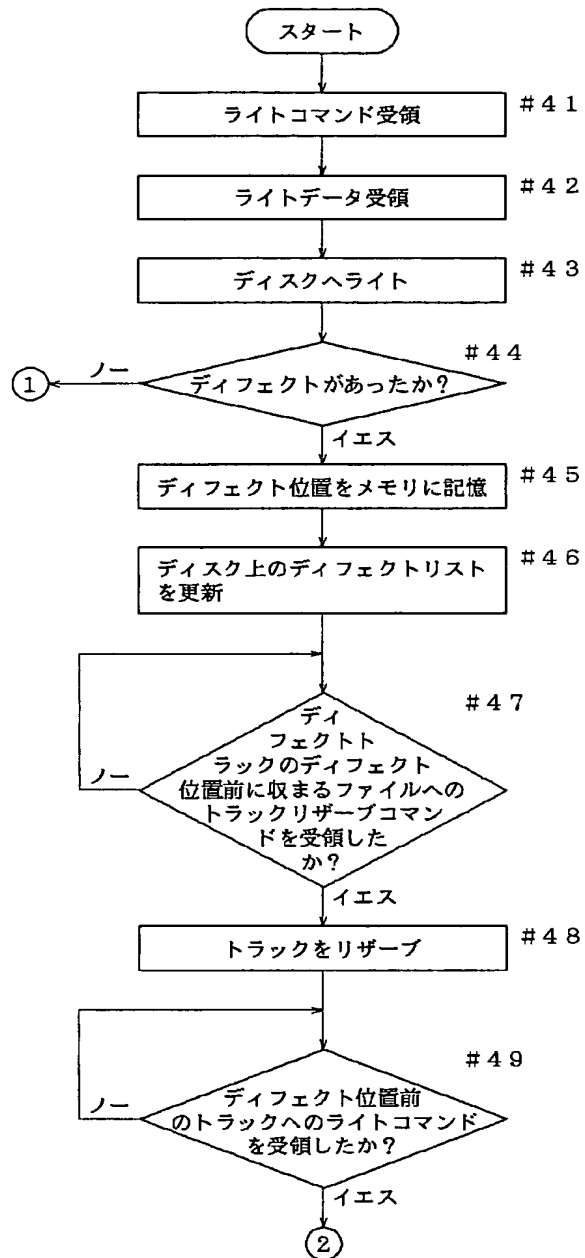 スタート
ライトコマンド受領
#41
ライトデータ受領
#42
ディスクへライト
#43
#44
ノー
ディフェクトがあったか?
1
イエス
ディフェクト位置をメモリに記憶
#45
ディスク上のディフェクトリスト
を更新
#46
#47
ディ
フェクトト
ラックのディフェクト
位置前に収まるファイルへの
トラックリザーブコマン
ドを受領した
か?
ノー
イエス
トラックをリザーブ
#48
#49
ディフェクト位置前
のトラックへのライトコマンド
を受領したか?
ノー
イエス
2